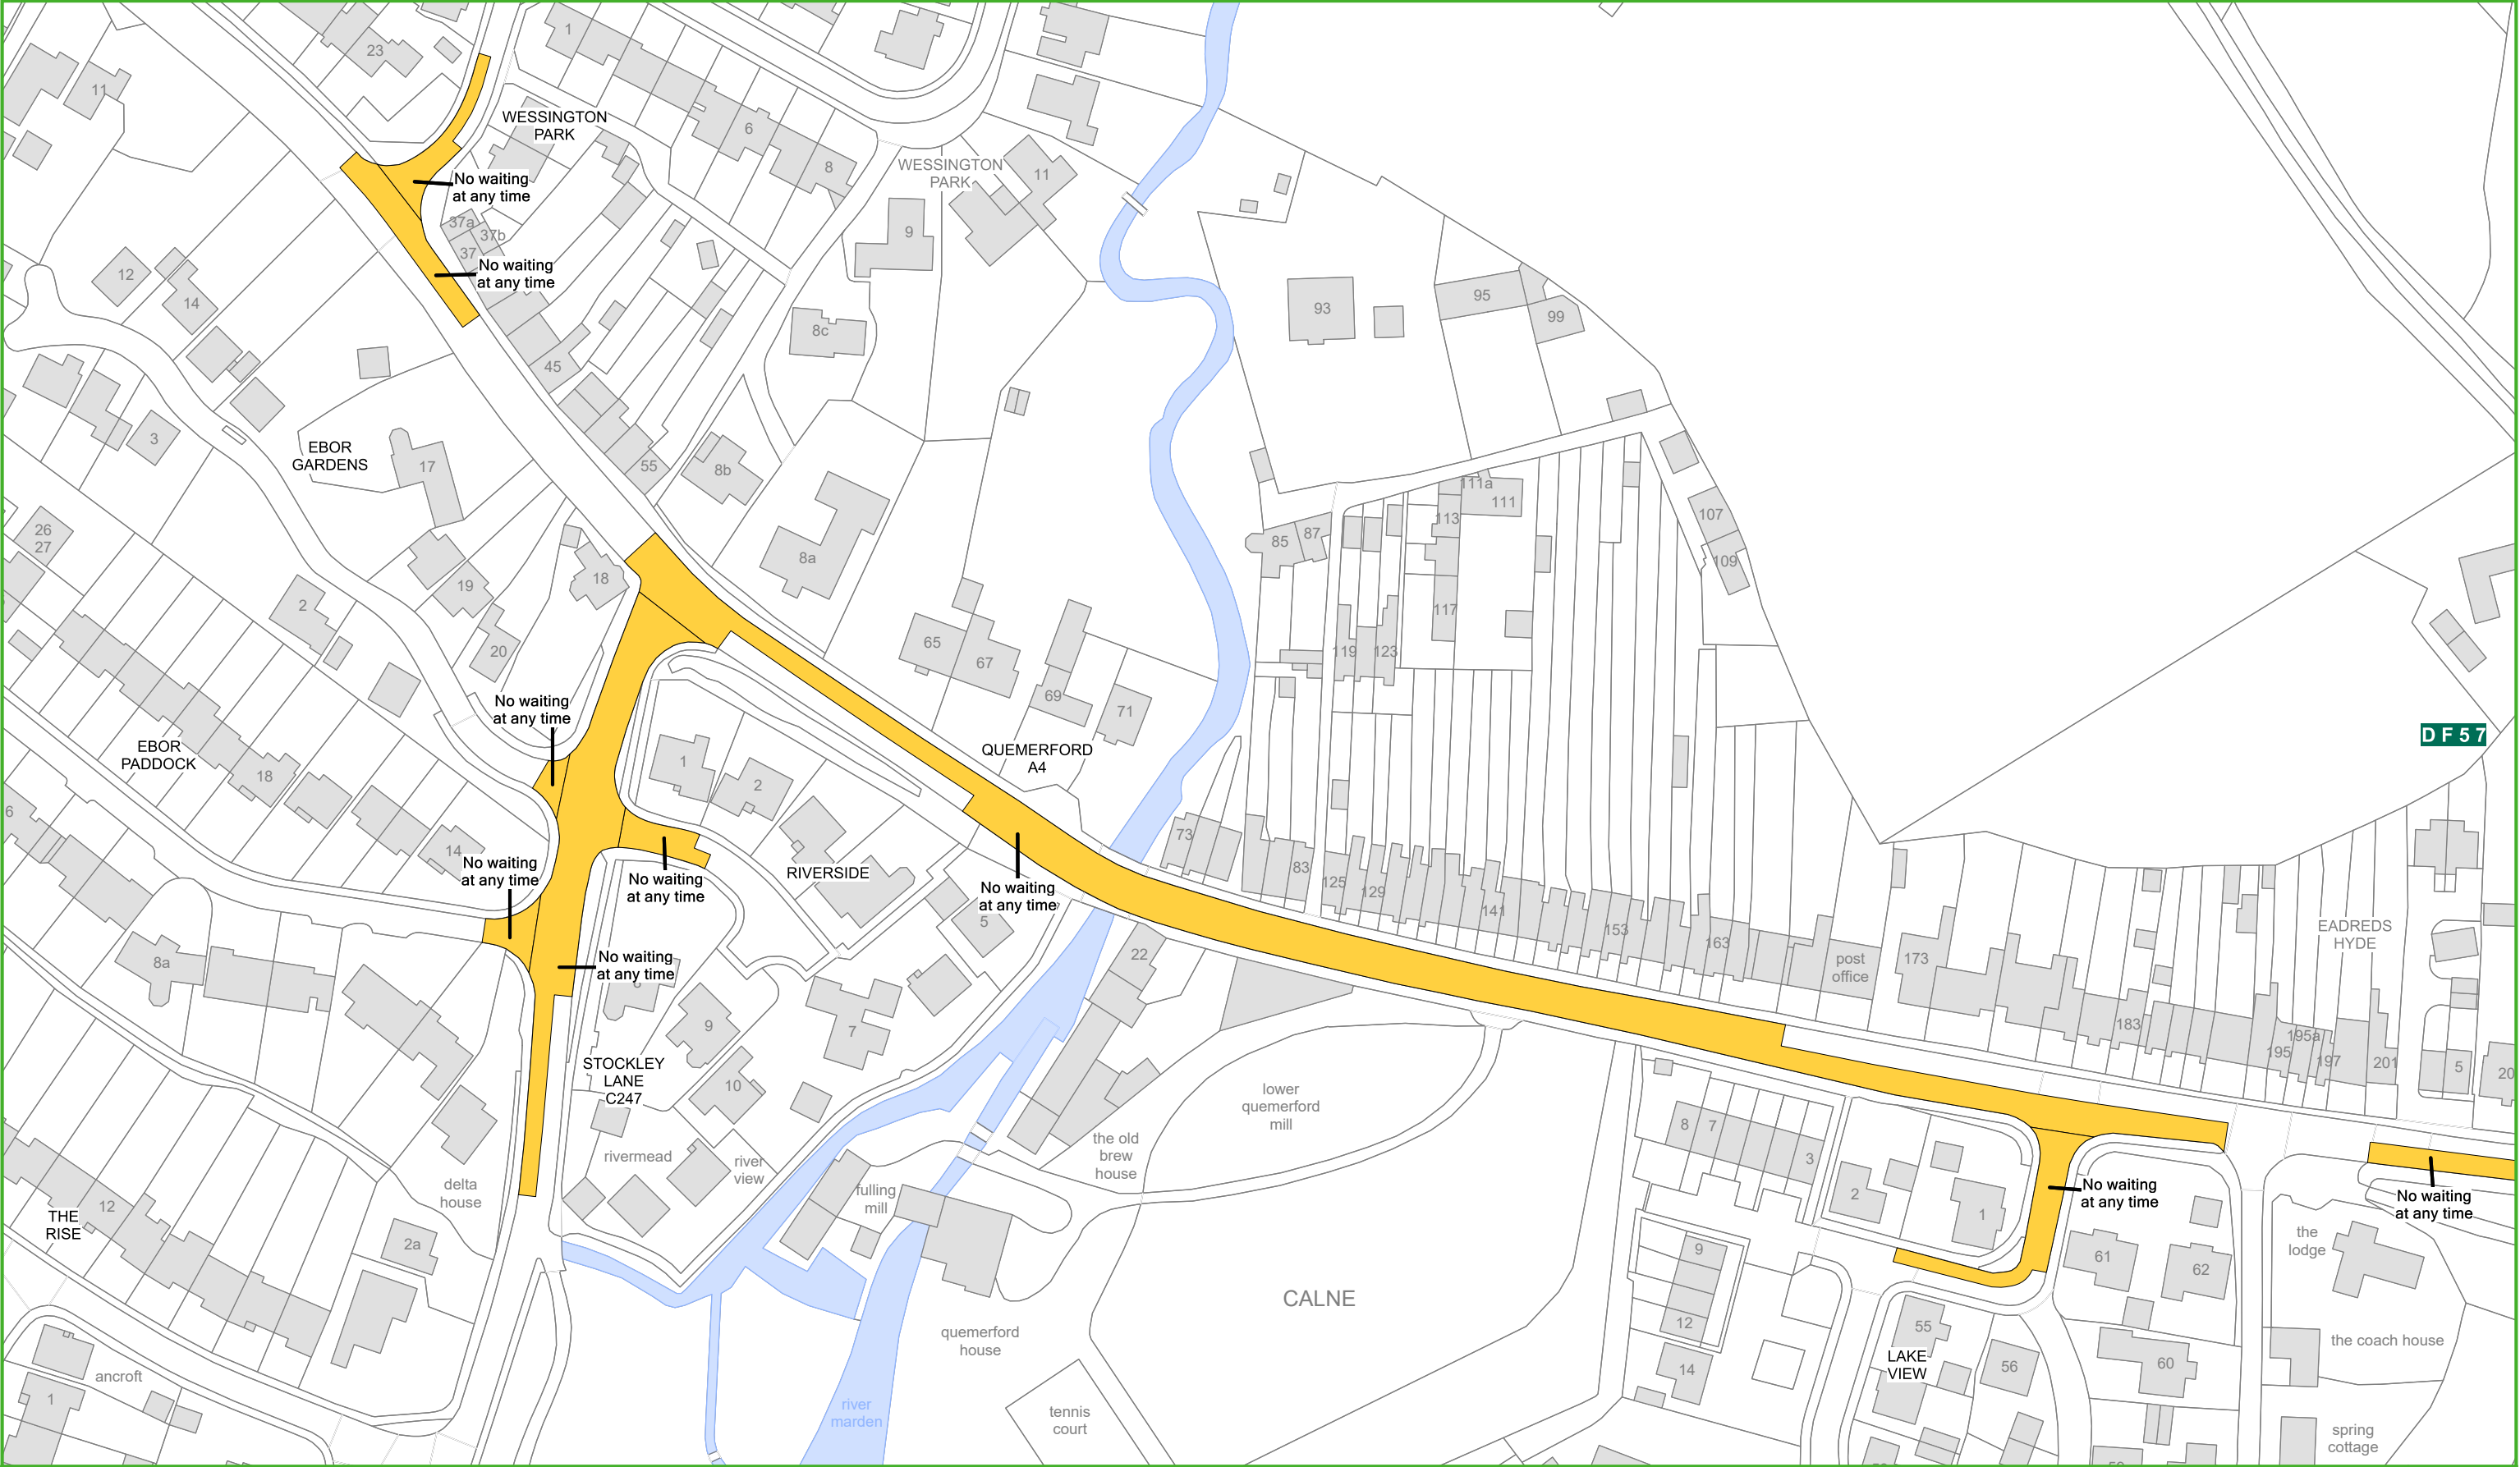 1
23
11
WESSINGTON
PARK
6
8
WESSINGTON
PARK
11
No waiting
at any time
37a
37b
37
9
No waiting
at any time
12
14
8c
93
95
99
45
3
EBOR
GARDENS
17
55
8b
111a
111
113
107
26
27
85
87
8a
109
18
19
2
117
20
65
67
119
123
69
71
No waiting
at any time
DF57
EBOR
PADDOCK
18
1
2
QUEMERFORD
A4
6
14
73
83
No waiting
at any time
RIVERSIDE
No waiting
at any time
No waiting
at any time
5
125
129
141
153
163
post
office
173
EADREDS
HYDE
22
8a
No waiting
at any time
9
7
183
195a
195
197
201
5
20
STOCKLEY
LANE
C247
10
lower
quemerford
mill
8
7
3
the old
brew
house
rivermead
river
view
delta
house
fulling
mill
2
1
No waiting
at any time
No waiting
at any time
12
THE
RISE
2a
9
61
62
the
lodge
CALNE
12
55
quemerford
house
the coach house
LAKE
VIEW
56
60
14
ancroft
1
river
marden
tennis
court
spring
cottage